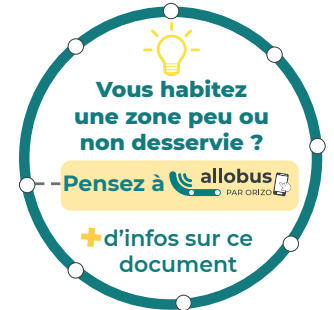 Vous habitez
une zone peu ou
non desservie ?
Pensez à allobus
PAR ORIZO
+d'infos sur ce
document